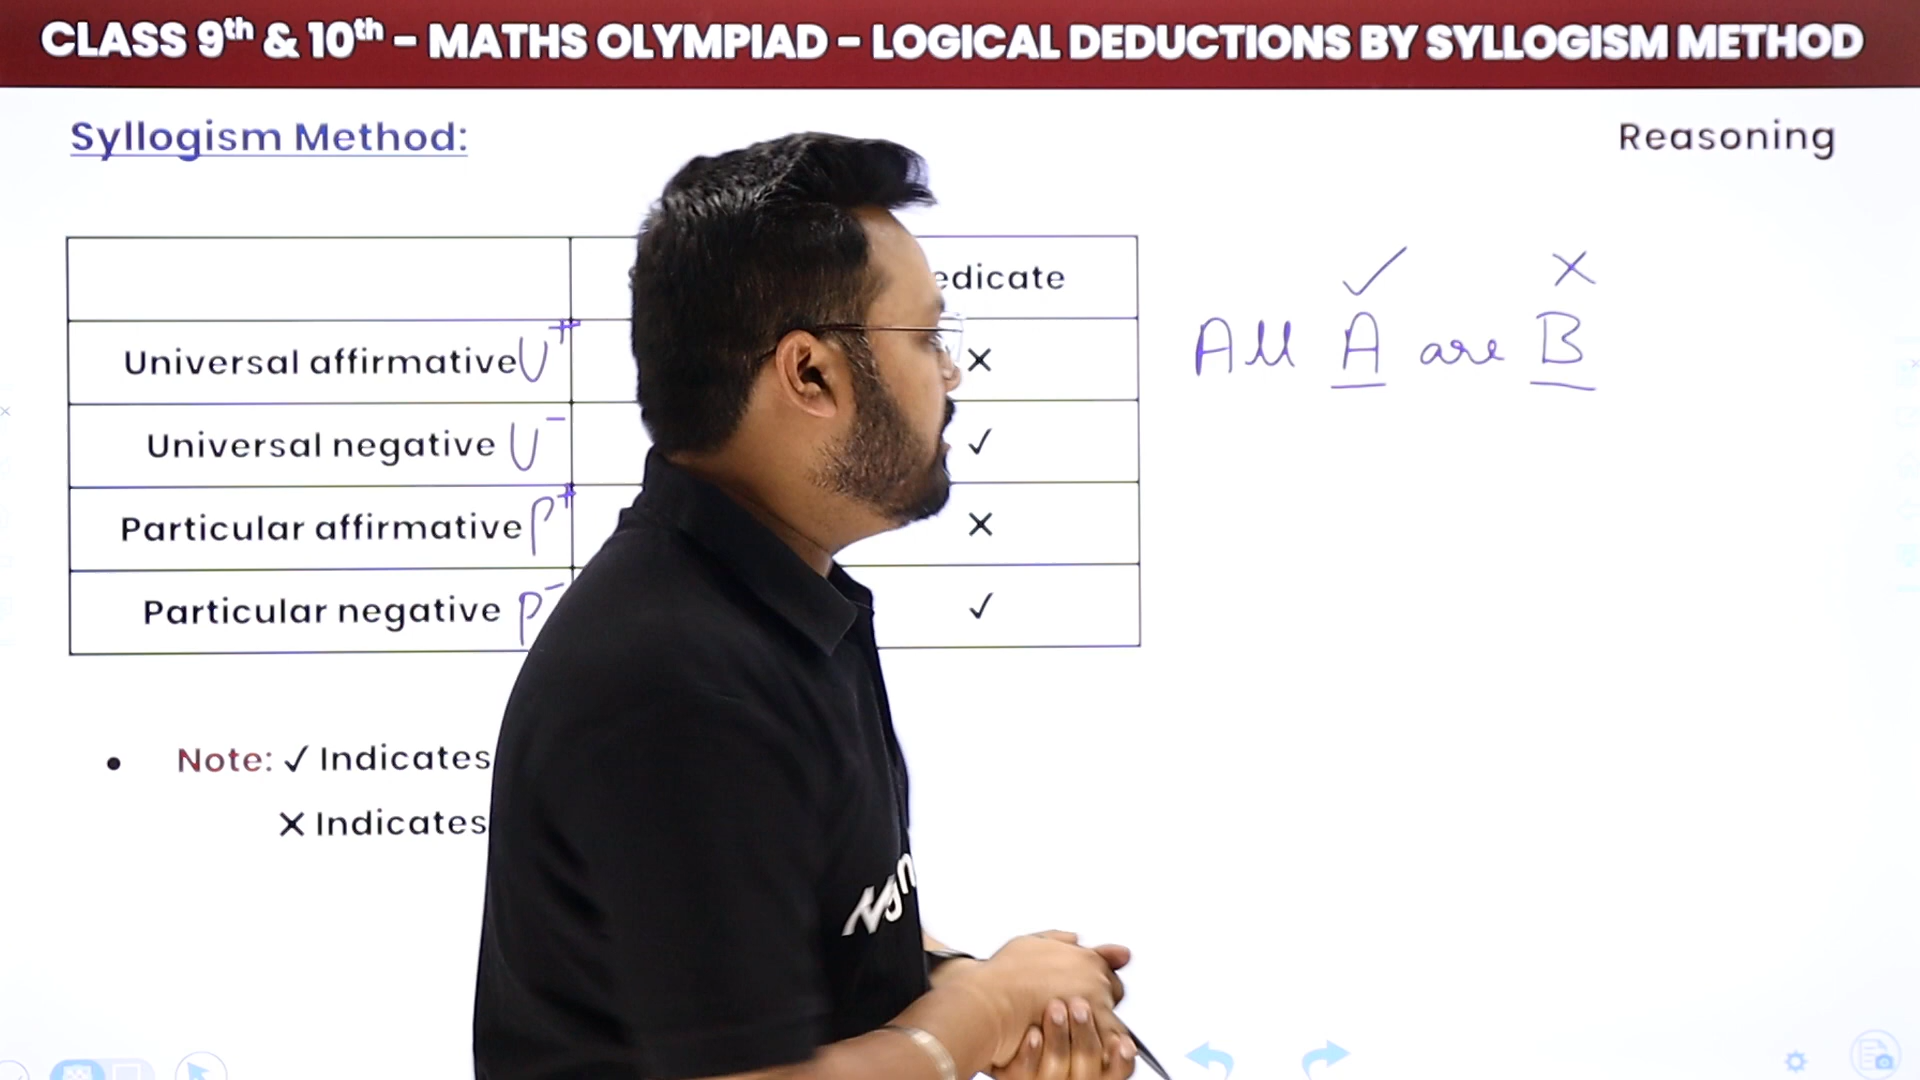 CLASS 9th & 10th - MATHS OLYMPIAD - LOGICAL DEDUCTIONS BY SYLLOGISM METHOD
Syllogism Method:
Reasoning
edicate
Universal affirmative U+ ×
Universal negative U- ✓
Particular affirmative P+ ×
Particular negative P- ✓
✓ ×
All A are B
Note: ✓ Indicates
× Indicates